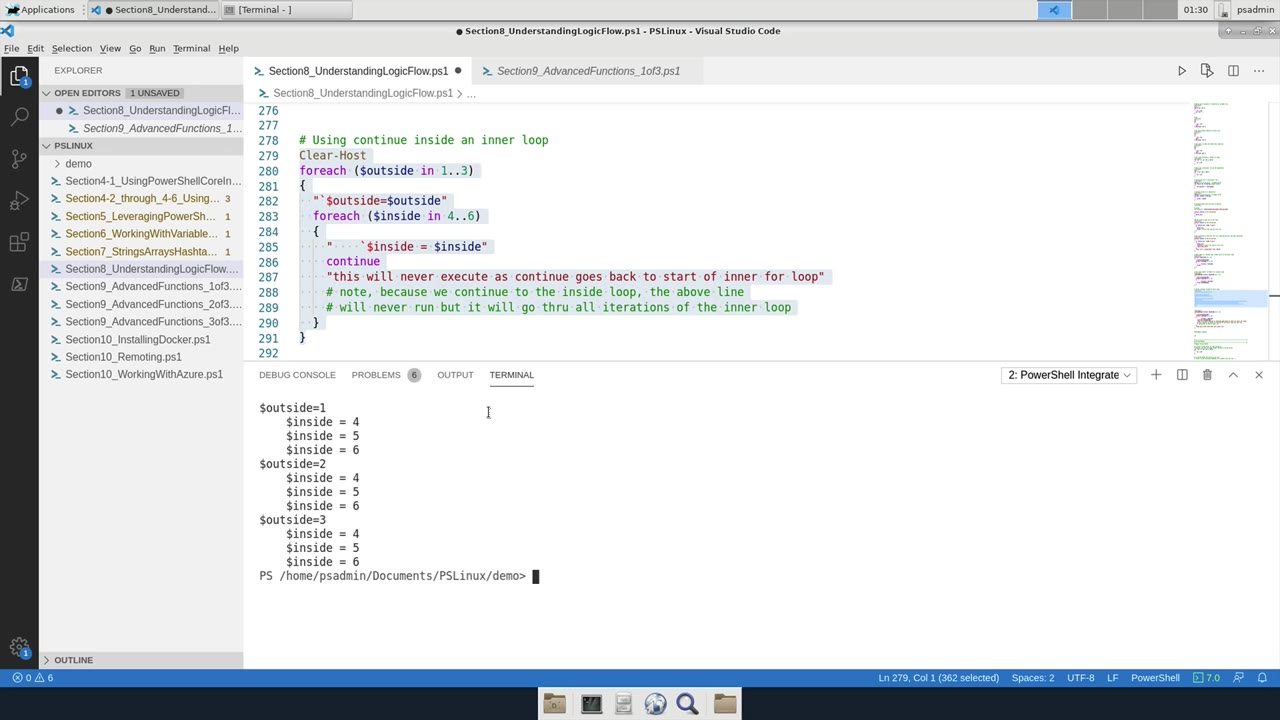 Applications
Section8_Understand...
[Terminal - ]
01:30
psadmin
● Section8_UnderstandingLogicFlow.ps1 - PSLinux - Visual Studio Code
File Edit Selection View Go Run Terminal Help
EXPLORER
OPEN EDITORS 1 UNSAVED
Section8_UnderstandingLogicFl...
Section9_AdvancedFunctions_1...
PSLINUX
demo
Section4-1_UsingPowerShellCoreIn...
Section4-2_through_4-6_Using... 3
Section5_LeveragingPowerSh... 1
Section6_WorkingWithVariable... 1
Section7_StringsArraysHashta... 1
Section8_UnderstandingLogicFlow....
Section9_AdvancedFunctions_1of3....
Section9_AdvancedFunctions_2of3....
Section9_AdvancedFunctions_3of3....
Section10_InstallingDocker.ps1
Section10_Remoting.ps1
Section10_WorkingWithAzure.ps1
OUTLINE
1
1
Section8_UnderstandingLogicFlow.ps1 ●
Section9_AdvancedFunctions_1of3.ps1
Section8_UnderstandingLogicFlow.ps1 > ...
276
277
278 # Using continue inside an inner loop
279 Clear-Host
280 foreach ($outside in 1..3)
281 {
282 "`$outside=$outside"
283 foreach ($inside in 4..6)
284 {
285 $inside = $inside"
286 continue
287 "This will never execute as continue goes back to start of inner for loop"
288 # Note, because we continue to the inside loop, the above line
289 # will never run but it will go thru all iterations of the inner loop
290 }
291 }
292
DEBUG CONSOLE PROBLEMS 6 OUTPUT TERMINAL
2: PowerShell Integrate
$outside=1
$inside = 4
$inside = 5
$inside = 6
$outside=2
$inside = 4
$inside = 5
$inside = 6
$outside=3
$inside = 4
$inside = 5
$inside = 6
PS /home/psadmin/Documents/PSLinux/demo>
0 6
Ln 279, Col 1 (362 selected) Spaces: 2 UTF-8 LF PowerShell 7.0